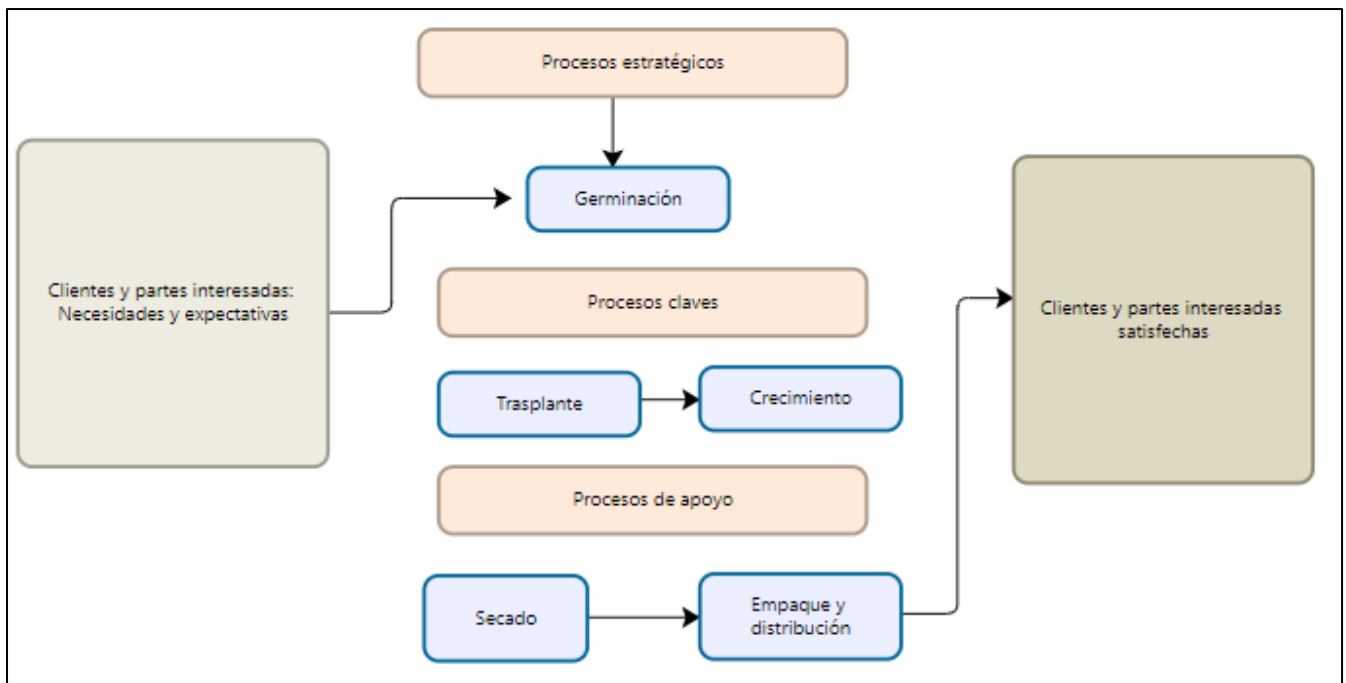 Procesos estratégicos
Germinación
Clientes y partes interesadas:
Necesidades y expectativas
Procesos claves
Clientes y partes interesadas
satisfechas
Trasplante
Crecimiento
Procesos de apoyo
Secado
Empaque y
distribución